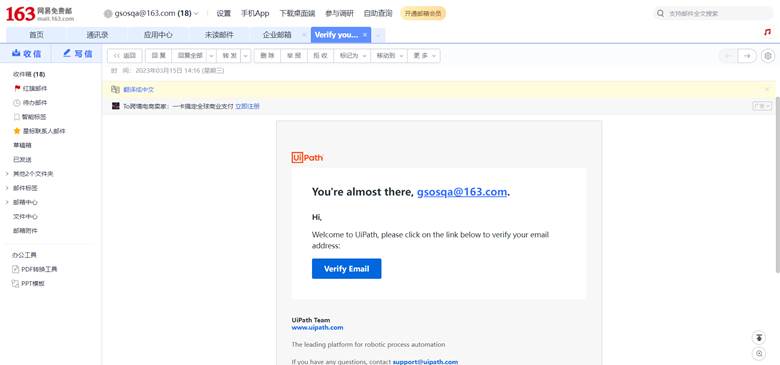 163 网易免费邮 mail.163.com
gsosqa@163.com (18)
设置 手机App 下载桌面端 参与调研 自助查询 开通邮箱会员
支持邮件全文搜索
首页 通讯录 应用中心 未读邮件 企业邮箱 × Verify you... ×
收 信 写 信
<< 返回 回 复 回复全部 转 发 删 除 举 报 拒 收 标记为 移动到 更 多
收件箱 (18)
红旗邮件
待办邮件
智能标签
星标联系人邮件
草稿箱
已发送
其他2个文件夹
邮件标签
邮箱中心
文件中心
邮箱附件
办公工具
PDF转换工具
PPT模板
时 间： 2023年03月15日 14:16 (星期三)
翻译成中文
To跨境电商卖家：一卡搞定全球商业支付 立即注册
广告
UiPath
You're almost there, gsosqa@163.com.
Hi,
Welcome to UiPath, please click on the link below to verify your email
address:
Verify Email
UiPath Team
www.uipath.com
The leading platform for robotic process automation
If you have any questions, contact support@uipath.com